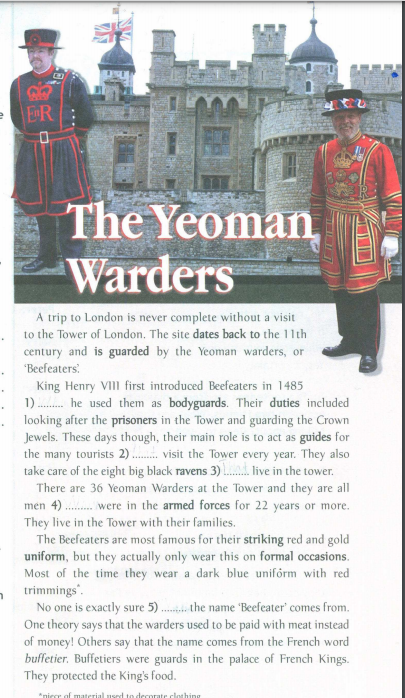 EiiR
The Yeoman
Warders
A trip to London is never complete without a visit
to the Tower of London. The site dates back to the 11th
century and is guarded by the Yeoman warders, or
‘Beefeaters’.
King Henry VIII first introduced Beefeaters in 1485
1) ......... he used them as bodyguards. Their duties included
looking after the prisoners in the Tower and guarding the Crown
Jewels. These days though, their main role is to act as guides for
the many tourists 2) ......... visit the Tower every year. They also
take care of the eight big black ravens 3) ......... live in the tower.
There are 36 Yeoman Warders at the Tower and they are all
men 4) ......... were in the armed forces for 22 years or more.
They live in the Tower with their families.
The Beefeaters are most famous for their striking red and gold
uniform, but they actually only wear this on formal occasions.
Most of the time they wear a dark blue uniform with red
trimmings*.
No one is exactly sure 5) ......... the name ‘Beefeater’ comes from.
One theory says that the warders used to be paid with meat instead
of money! Others say that the name comes from the French word
buffetier. Buffetiers were guards in the palace of French Kings.
They protected the King's food.
*piece of material used to decorate clothing